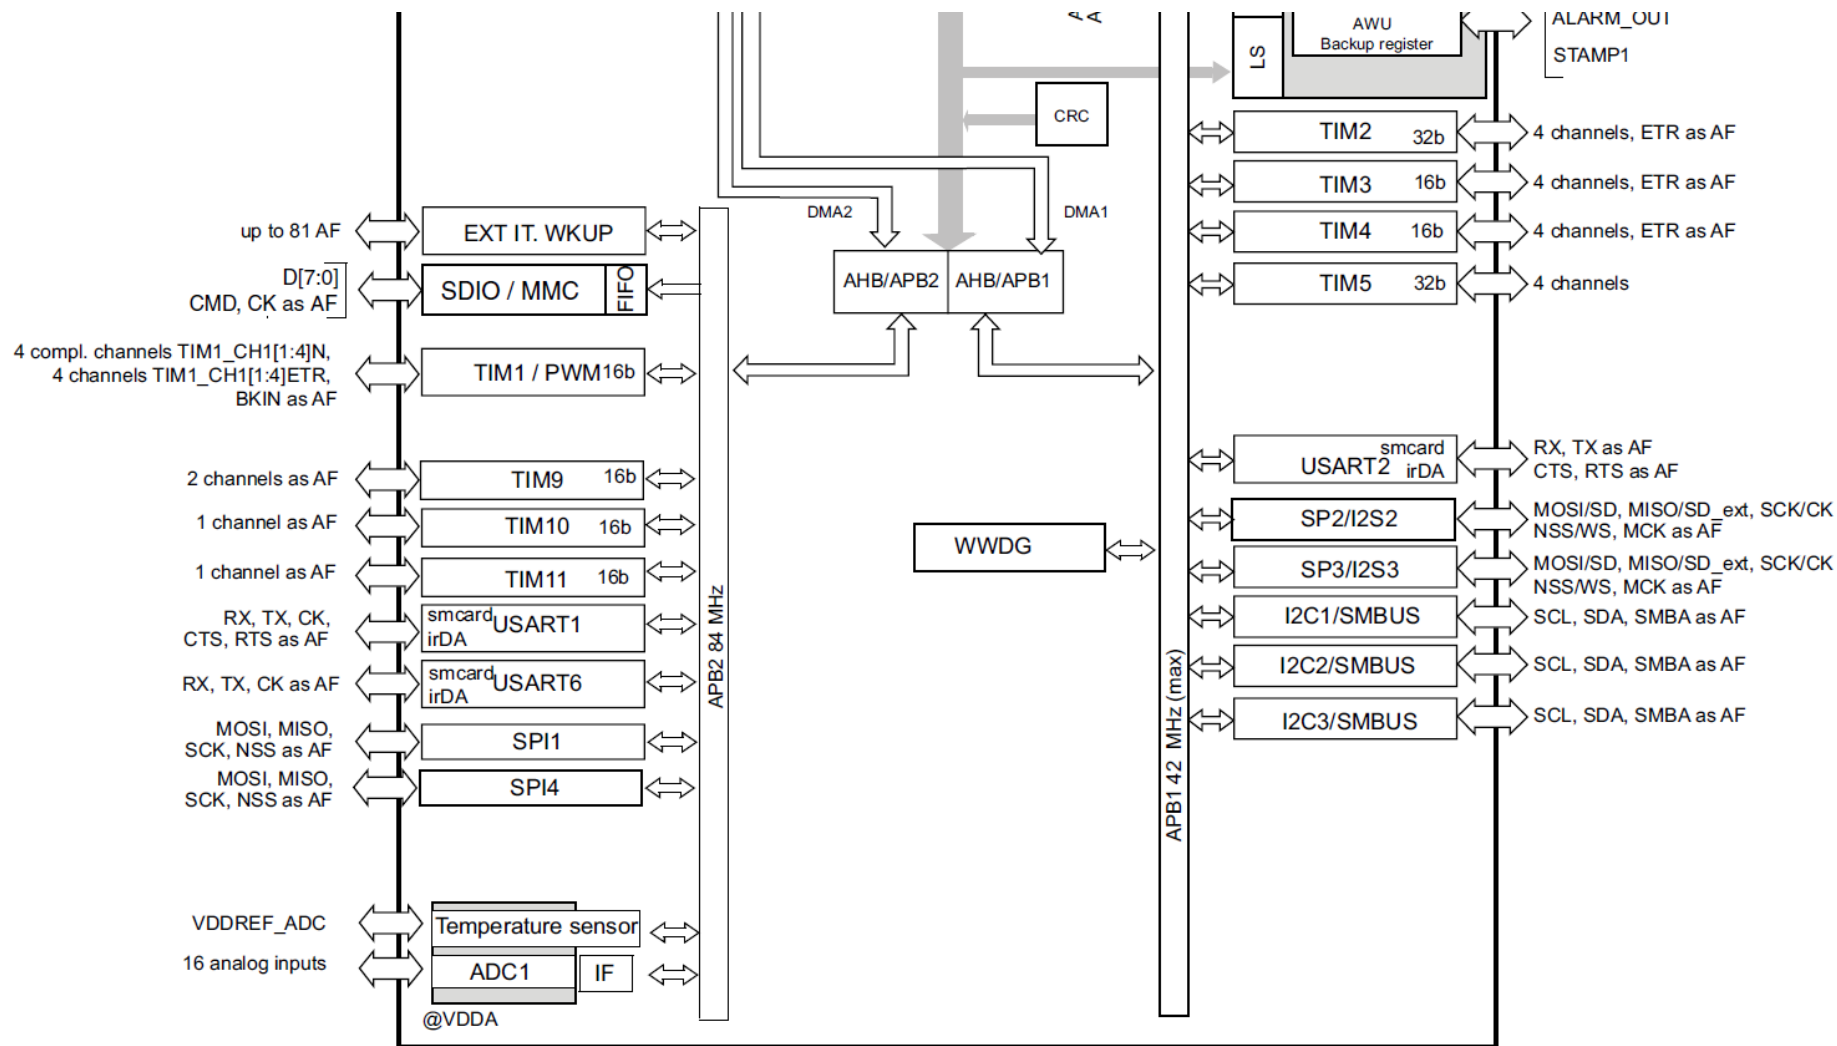 AWU
Backup register
ALARM_OUT
STAMP1
LS
CRC
TIM2 32b
4 channels, ETR as AF
TIM3 16b
4 channels, ETR as AF
TIM4 16b
4 channels, ETR as AF
TIM5 32b
4 channels
DMA2
DMA1
AHB/APB2
AHB/APB1
up to 81 AF
EXT IT. WKUP
D[7:0]
CMD, CK as AF
SDIO / MMC
FIFO
4 compl. channels TIM1_CH1[1:4]N,
4 channels TIM1_CH1[1:4]ETR,
BKIN as AF
TIM1 / PWM 16b
2 channels as AF
TIM9 16b
1 channel as AF
TIM10 16b
1 channel as AF
TIM11 16b
RX, TX, CK,
CTS, RTS as AF
smcard
irDA
USART1
RX, TX, CK as AF
smcard
irDA
USART6
MOSI, MISO,
SCK, NSS as AF
SPI1
MOSI, MISO,
SCK, NSS as AF
SPI4
VDDREF_ADC
Temperature sensor
16 analog inputs
ADC1
IF
@VDDA
APB2 84 MHz
WWDG
APB1 42 MHz (max)
smcard
USART2 irDA
RX, TX as AF
CTS, RTS as AF
SP2/I2S2
MOSI/SD, MISO/SD_ext, SCK/CK
NSS/WS, MCK as AF
SP3/I2S3
MOSI/SD, MISO/SD_ext, SCK/CK
NSS/WS, MCK as AF
I2C1/SMBUS
SCL, SDA, SMBA as AF
I2C2/SMBUS
SCL, SDA, SMBA as AF
I2C3/SMBUS
SCL, SDA, SMBA as AF